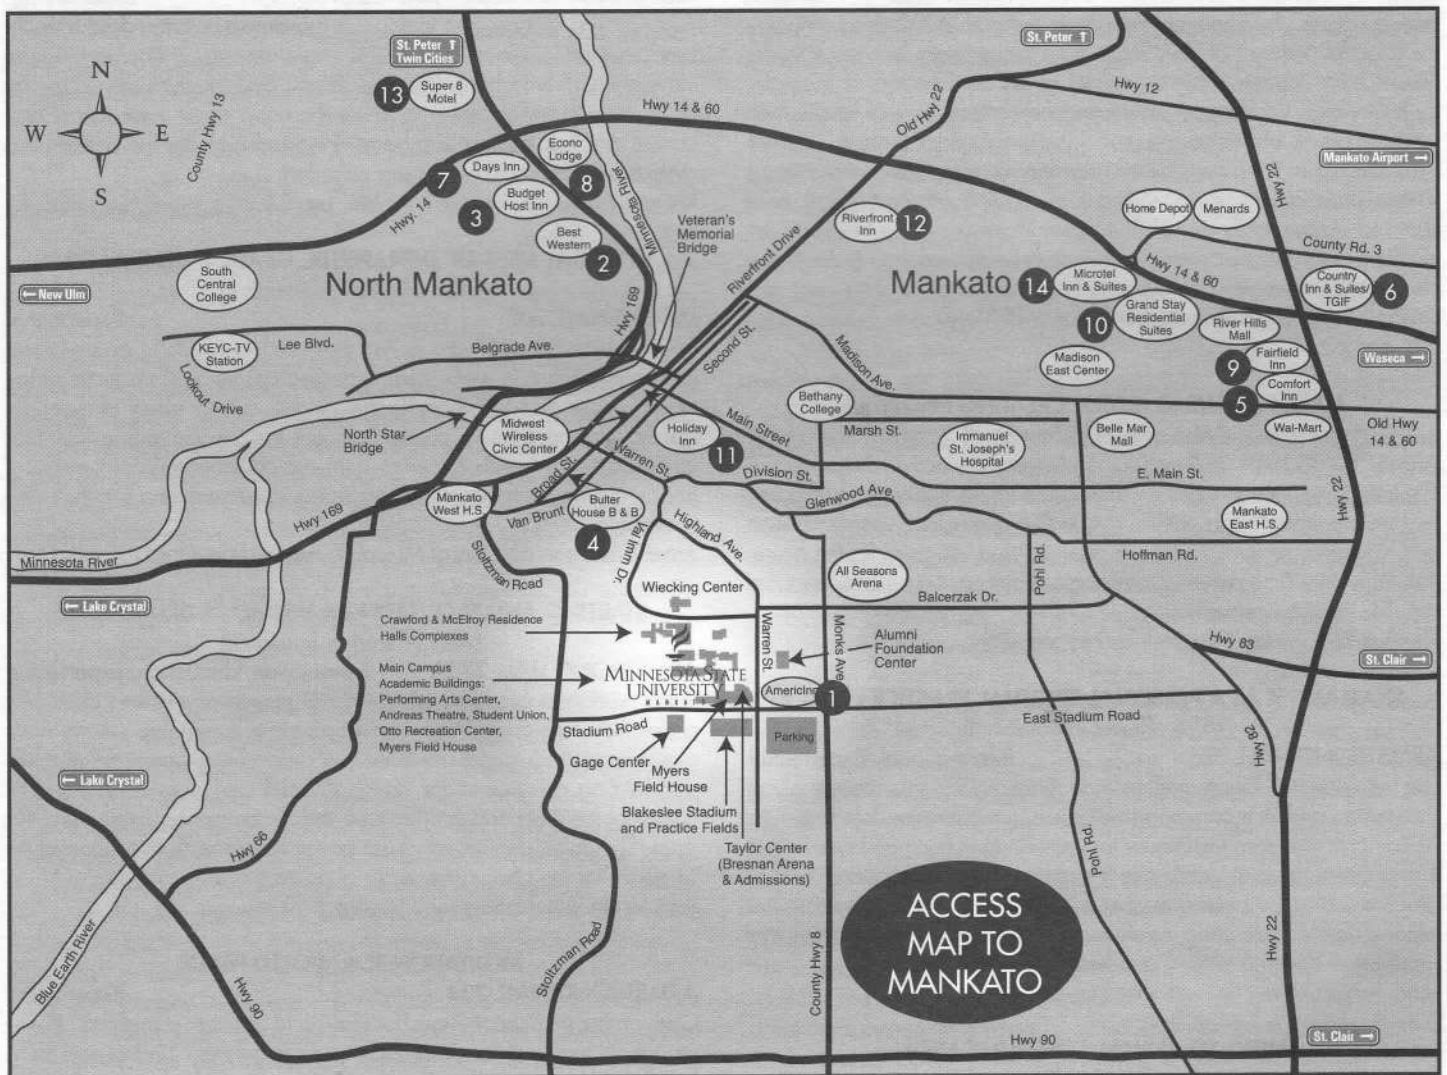 St. Peter ↑
Twin Cities
St. Peter ↑
N
W
E
S
13
Super 8
Motel
County Hwy 13
Hwy 14 & 60
Old Hwy 22
Hwy 12
Mankato Airport →
Econo
Lodge
8
Days Inn
7
Hwy. 14
Budget
Host Inn
3
Best
Western
2
Minnesota River
Veteran's
Memorial
Bridge
Riverfront Drive
Riverfront
Inn
12
Hwy 22
Home Depot
Menards
County Rd. 3
Hwy 14 & 60
South
Central
College
← New Ulm
North Mankato
Mankato
14
Microtel
Inn & Suites
Country
Inn & Suites/
TGIF
6
10
Grand Stay
Residential
Suites
River Hills
Mall
Hwy 169
Second St.
Madison Ave.
KEYC-TV
Station
Lee Blvd.
Belgrade Ave.
Lookout Drive
Madison
East Center
9
Fairfield
Inn
Waseca →
Comfort
Inn
5
Bethany
College
Marsh St.
Main Street
North Star
Bridge
Midwest
Wireless
Civic Center
Holiday
Inn
11
Immanuel
St. Joseph's
Hospital
Belle Mar
Mall
Wal-Mart
Old Hwy
14 & 60
Warren St.
Broad St.
Division St.
E. Main St.
Glenwood Ave.
Mankato
West H.S.
Van Brunt
Bulter
House B & B
4
Hwy 169
Mankato
East H.S.
Hwy 22
Minnesota River
Stoltzman Road
Val Imm Dr.
Highland Ave.
Hoffman Rd.
Pohl Rd.
All Seasons
Arena
← Lake Crystal
Wiecking Center
Balcerzak Dr.
Crawford & McElroy Residence
Halls Complexes
Warren St.
Monks Ave.
Alumni
Foundation
Center
Hwy 83
St. Clair →
Main Campus
Academic Buildings:
Performing Arts Center,
Andreas Theatre, Student Union,
Otto Recreation Center,
Myers Field House
MINNESOTA STATE
UNIVERSITY
MANKATO
Americinn
1
Stadium Road
East Stadium Road
Parking
Hwy 82
Gage Center
Myers
Field House
← Lake Crystal
Blakeslee Stadium
and Practice Fields
Taylor Center
(Bresnan Arena
& Admissions)
Hwy 66
Pohl Rd.
ACCESS
MAP TO
MANKATO
Blue Earth River
Hwy 90
Stoltzman Road
County Hwy 8
Hwy 22
Hwy 90
St. Clair →